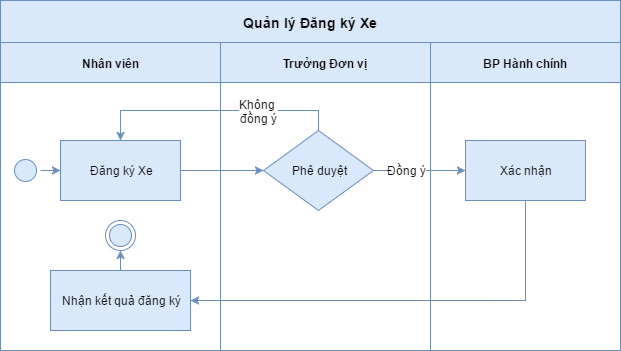 Quản lý Đăng ký Xe
Nhân viên
Trưởng Đơn vị
BP Hành chính
Không
đồng ý
Đăng ký Xe
Phê duyệt
Đồng ý
Xác nhận
Nhận kết quả đăng ký